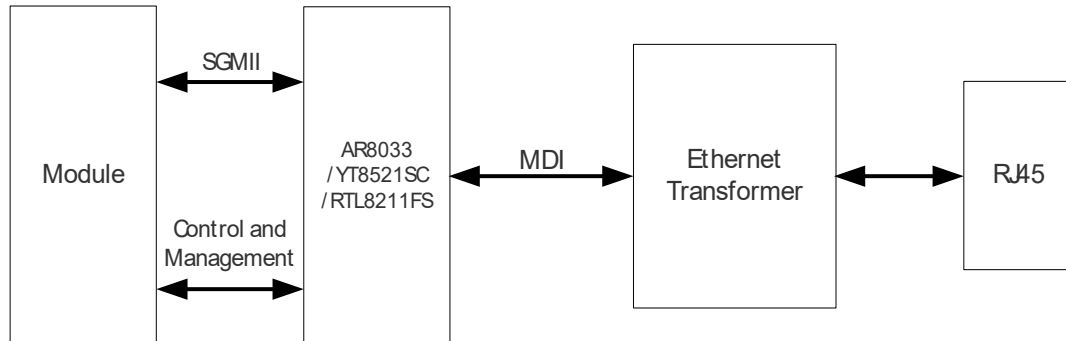 SGMII
Module
Control and
Management
AR8033
/YT8521SC
/RTL8211FS
MDI
Ethernet
Transformer
RJ45